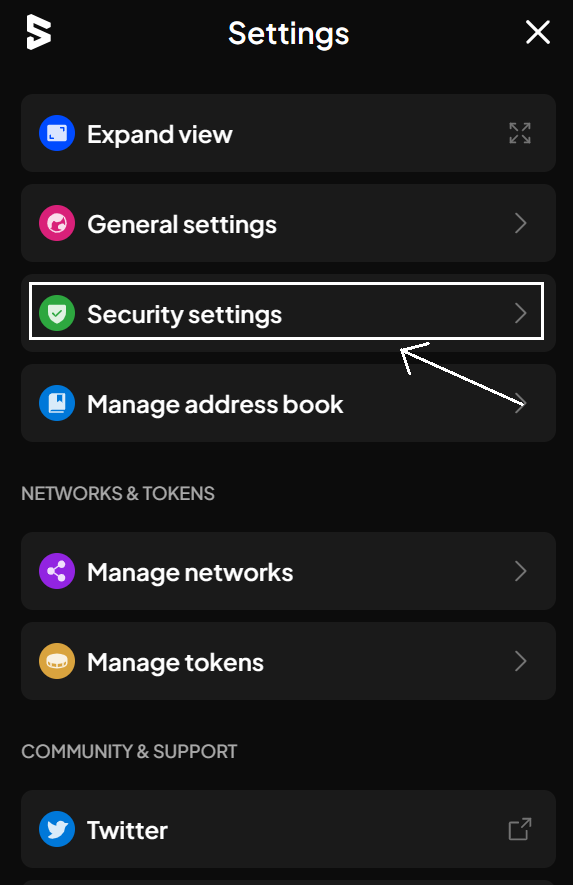 Settings
Expand view
General settings
Security settings
Manage address book
NETWORKS & TOKENS
Manage networks
Manage tokens
COMMUNITY & SUPPORT
Twitter